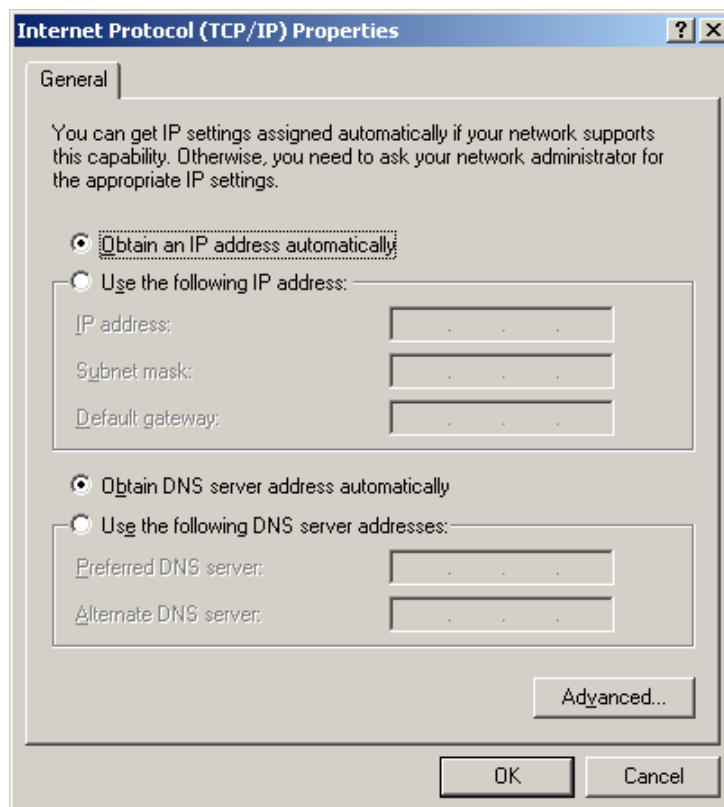 Internet Protocol (TCP/IP) Properties
General
You can get IP settings assigned automatically if your network supports
this capability. Otherwise, you need to ask your network administrator for
the appropriate IP settings.
Obtain an IP address automatically
Use the following IP address:
IP address:
Subnet mask:
Default gateway:
Obtain DNS server address automatically
Use the following DNS server addresses:
Preferred DNS server:
Alternate DNS server:
Advanced...
OK Cancel